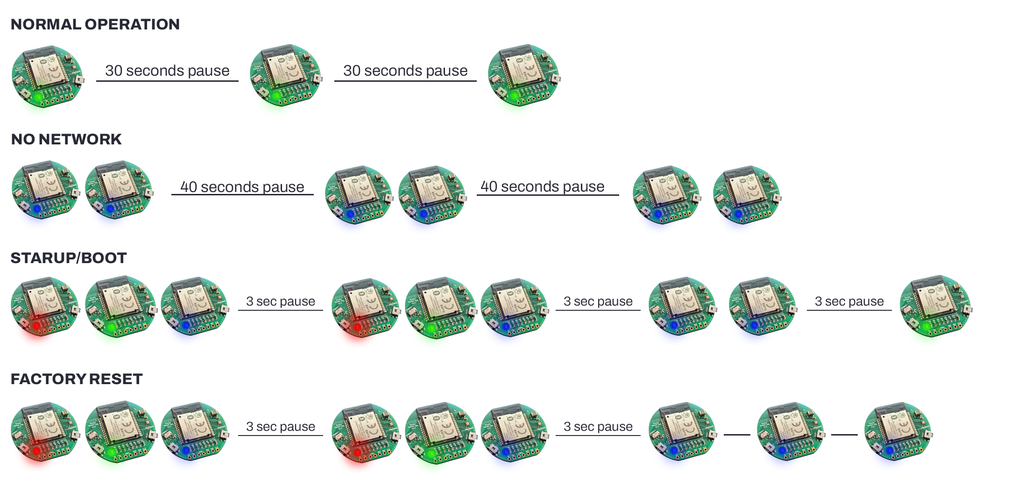 NORMAL OPERATION
30 seconds pause 30 seconds pause
NO NETWORK
40 seconds pause 40 seconds pause
STARUP/BOOT
3 sec pause 3 sec pause 3 sec pause
FACTORY RESET
3 sec pause 3 sec pause